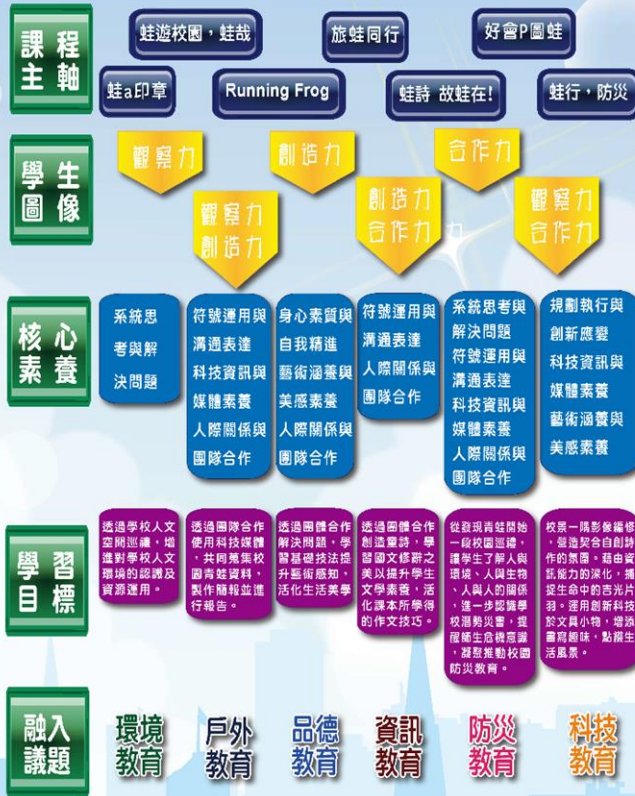 課程
主軸
蛙遊校園，蛙哉
旅蛙同行
好會P圖蛙
蛙a印章
Running Frog
蛙詩 故蛙在!
蛙行，防災
學生
圖像
觀察力
創造力
合作力
觀察力
創造力
創造力
合作力
力
觀察力
合作力
核心
素養
系統思
考與解
決問題
符號運用與
溝通表達
科技資訊與
媒體素養
人際關係與
團隊合作
身心素質與
自我精進
藝術涵養與
美感素養
人際關係與
團隊合作
符號運用與
溝通表達
人際關係與
團隊合作
系統思考與
解決問題
符號運用與
溝通表達
科技資訊與
媒體素養
人際關係與
團隊合作
規劃執行與
創新應變
科技資訊與
媒體素養
藝術涵養與
美感素養
學習
目標
透過學校人文
空間巡禮，增
進對學校人文
環境的認識及
資源運用。
透過團隊合作
使用科技媒體
，共同蒐集校
園青蛙資料，
製作簡報並進
行報告。
透過團體合作
解決問題，學
習基礎技法提
升藝術感知，
活化生活美學
透過團體合作
創造童詩，學
習國文修辭之
美以提升學生
文學素養，活
化課本所學得
的作文技巧。
從發現青蛙開始
一段校園巡禮，
讓學生了解人與
環境、人與生物
、人與人的關係
，進一步認識學
校潛勢災害，提
醒師生危機意識
，凝聚推動校園
防災教育。
校景一隅影像編修
，營造契合自創詩
作的氛圍。藉由資
訊能力的深化，捕
捉生命中的吉光片
羽。運用創新科技
於文具小物，增添
書寫趣味，點綴生
活風景。
融入
議題
環境
教育
戶外
教育
品德
教育
資訊
教育
防災
教育
科技
教育